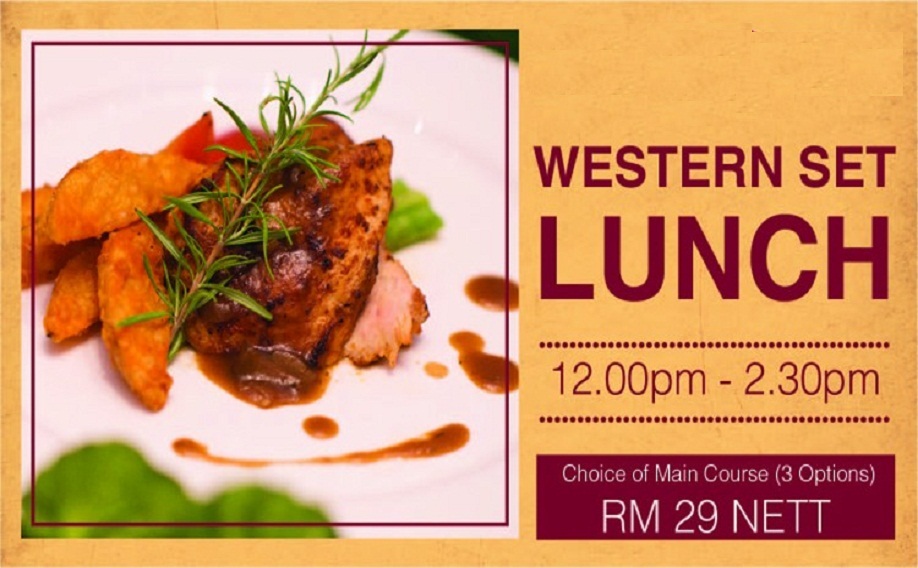 WESTERN SET
LUNCH
12.00pm - 2.30pm
Choice of Main Course (3 Options)
RM 29 NETT